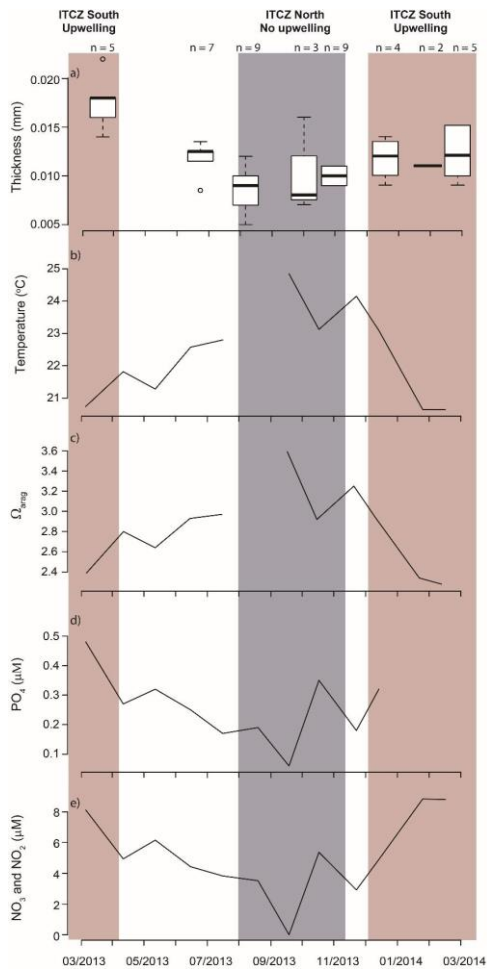 ITCZ South ITCZ North ITCZ South
Upwelling No upwelling Upwelling
n = 5 n = 7 n = 9 n = 3 n = 9 n = 4 n = 2 n = 5
a)
Thickness (mm)
0.020
0.015
0.010
0.005
b)
Temperature (°C)
25
24
23
22
21
c)
Ωarag
3.6
3.4
3.2
3.0
2.8
2.6
2.4
d)
PO4 (μM)
0.5
0.4
0.3
0.2
0.1
e)
NO3 and NO2 (μM)
8
6
4
2
0
03/2013 05/2013 07/2013 09/2013 11/2013 01/2014 03/2014